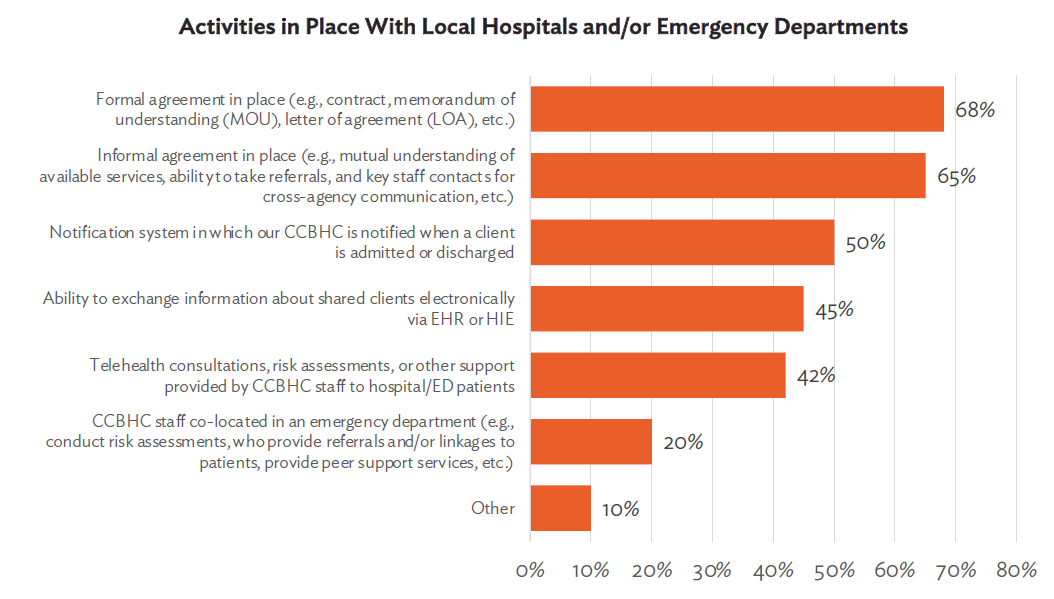 Activities in Place With Local Hospitals and/or Emergency Departments
Formal agreement in place (e.g., contract, memorandum of
understanding (MOU), letter of agreement (LOA), etc.)
68%
Informal agreement in place (e.g., mutual understanding of
available services, ability to take referrals, and key staff contacts for
cross-agency communication, etc.)
65%
Notification system in which our CCBHC is notified when a client
is admitted or discharged
50%
Ability to exchange information about shared clients electronically
via EHR or HIE
45%
Telehealth consultations, risk assessments, or other support
provided by CCBHC staff to hospital/ED patients
42%
CCBHC staff co-located in an emergency department (e.g.,
conduct risk assessments, who provide referrals and/or linkages to
patients, provide peer support services, etc.)
20%
Other
10%
0% 10% 20% 30% 40% 50% 60% 70% 80%